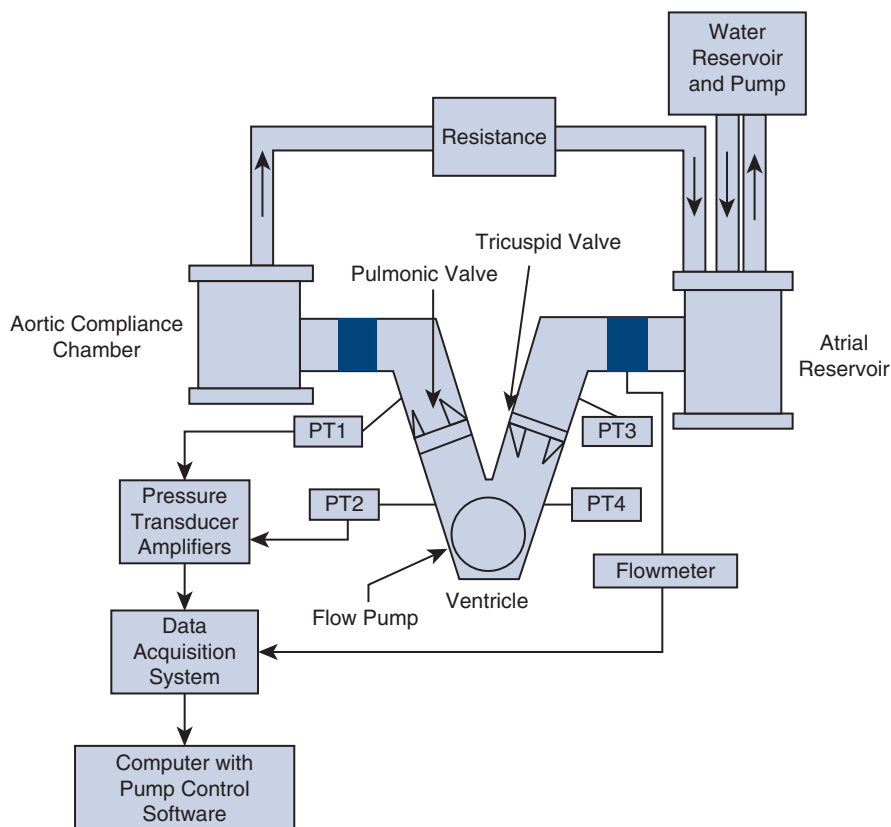 Water
Reservoir
and Pump
Resistance
Tricuspid Valve
Pulmonic Valve
Aortic Compliance
Chamber
Atrial
Reservoir
PT1
PT3
Pressure
Transducer
Amplifiers
PT2
PT4
Flowmeter
Ventricle
Flow Pump
Data
Acquisition
System
Computer with
Pump Control
Software